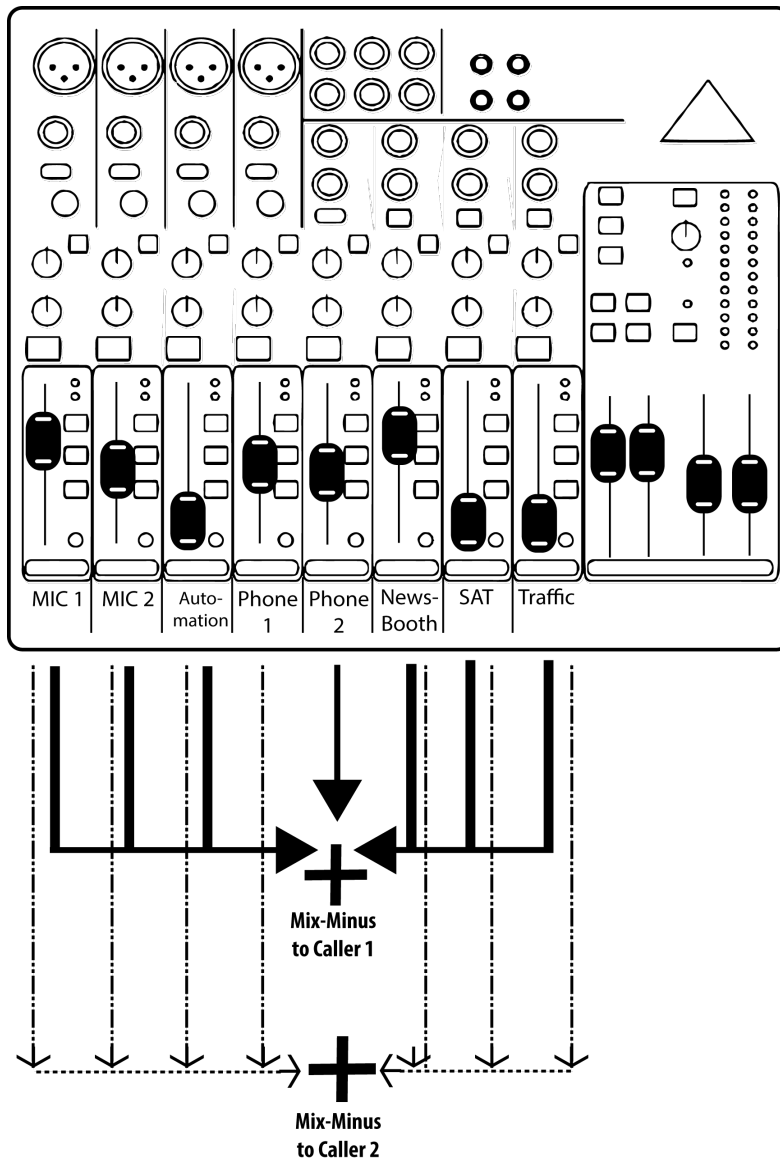 MIC 1 MIC 2 Auto- Phone Phone News- SAT Traffic
mation 1 2 Booth
Mix-Minus
to Caller 1
Mix-Minus
to Caller 2